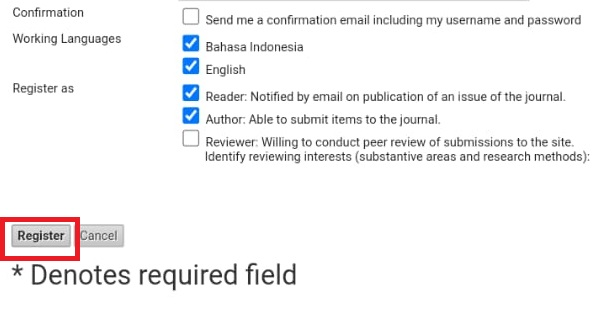 Confirmation
Send me a confirmation email including my username and password
Working Languages
Bahasa Indonesia
English
Register as
Reader: Notified by email on publication of an issue of the journal.
Author: Able to submit items to the journal.
Reviewer: Willing to conduct peer review of submissions to the site.
Identify reviewing interests (substantive areas and research methods):
Register Cancel
* Denotes required field